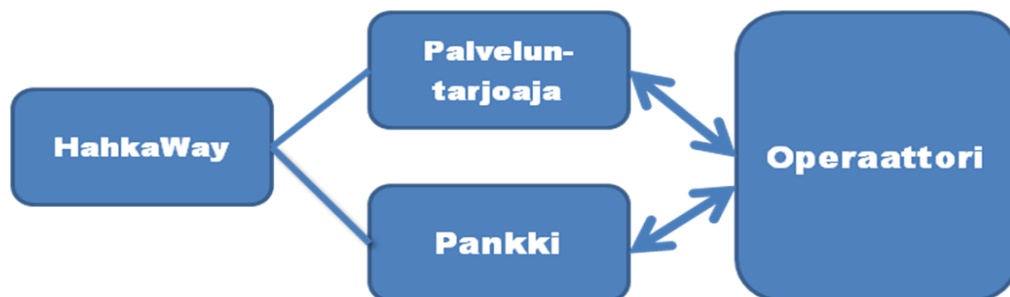 HahkaWay
Palvelun-
tarjoaja
Pankki
Operaattori